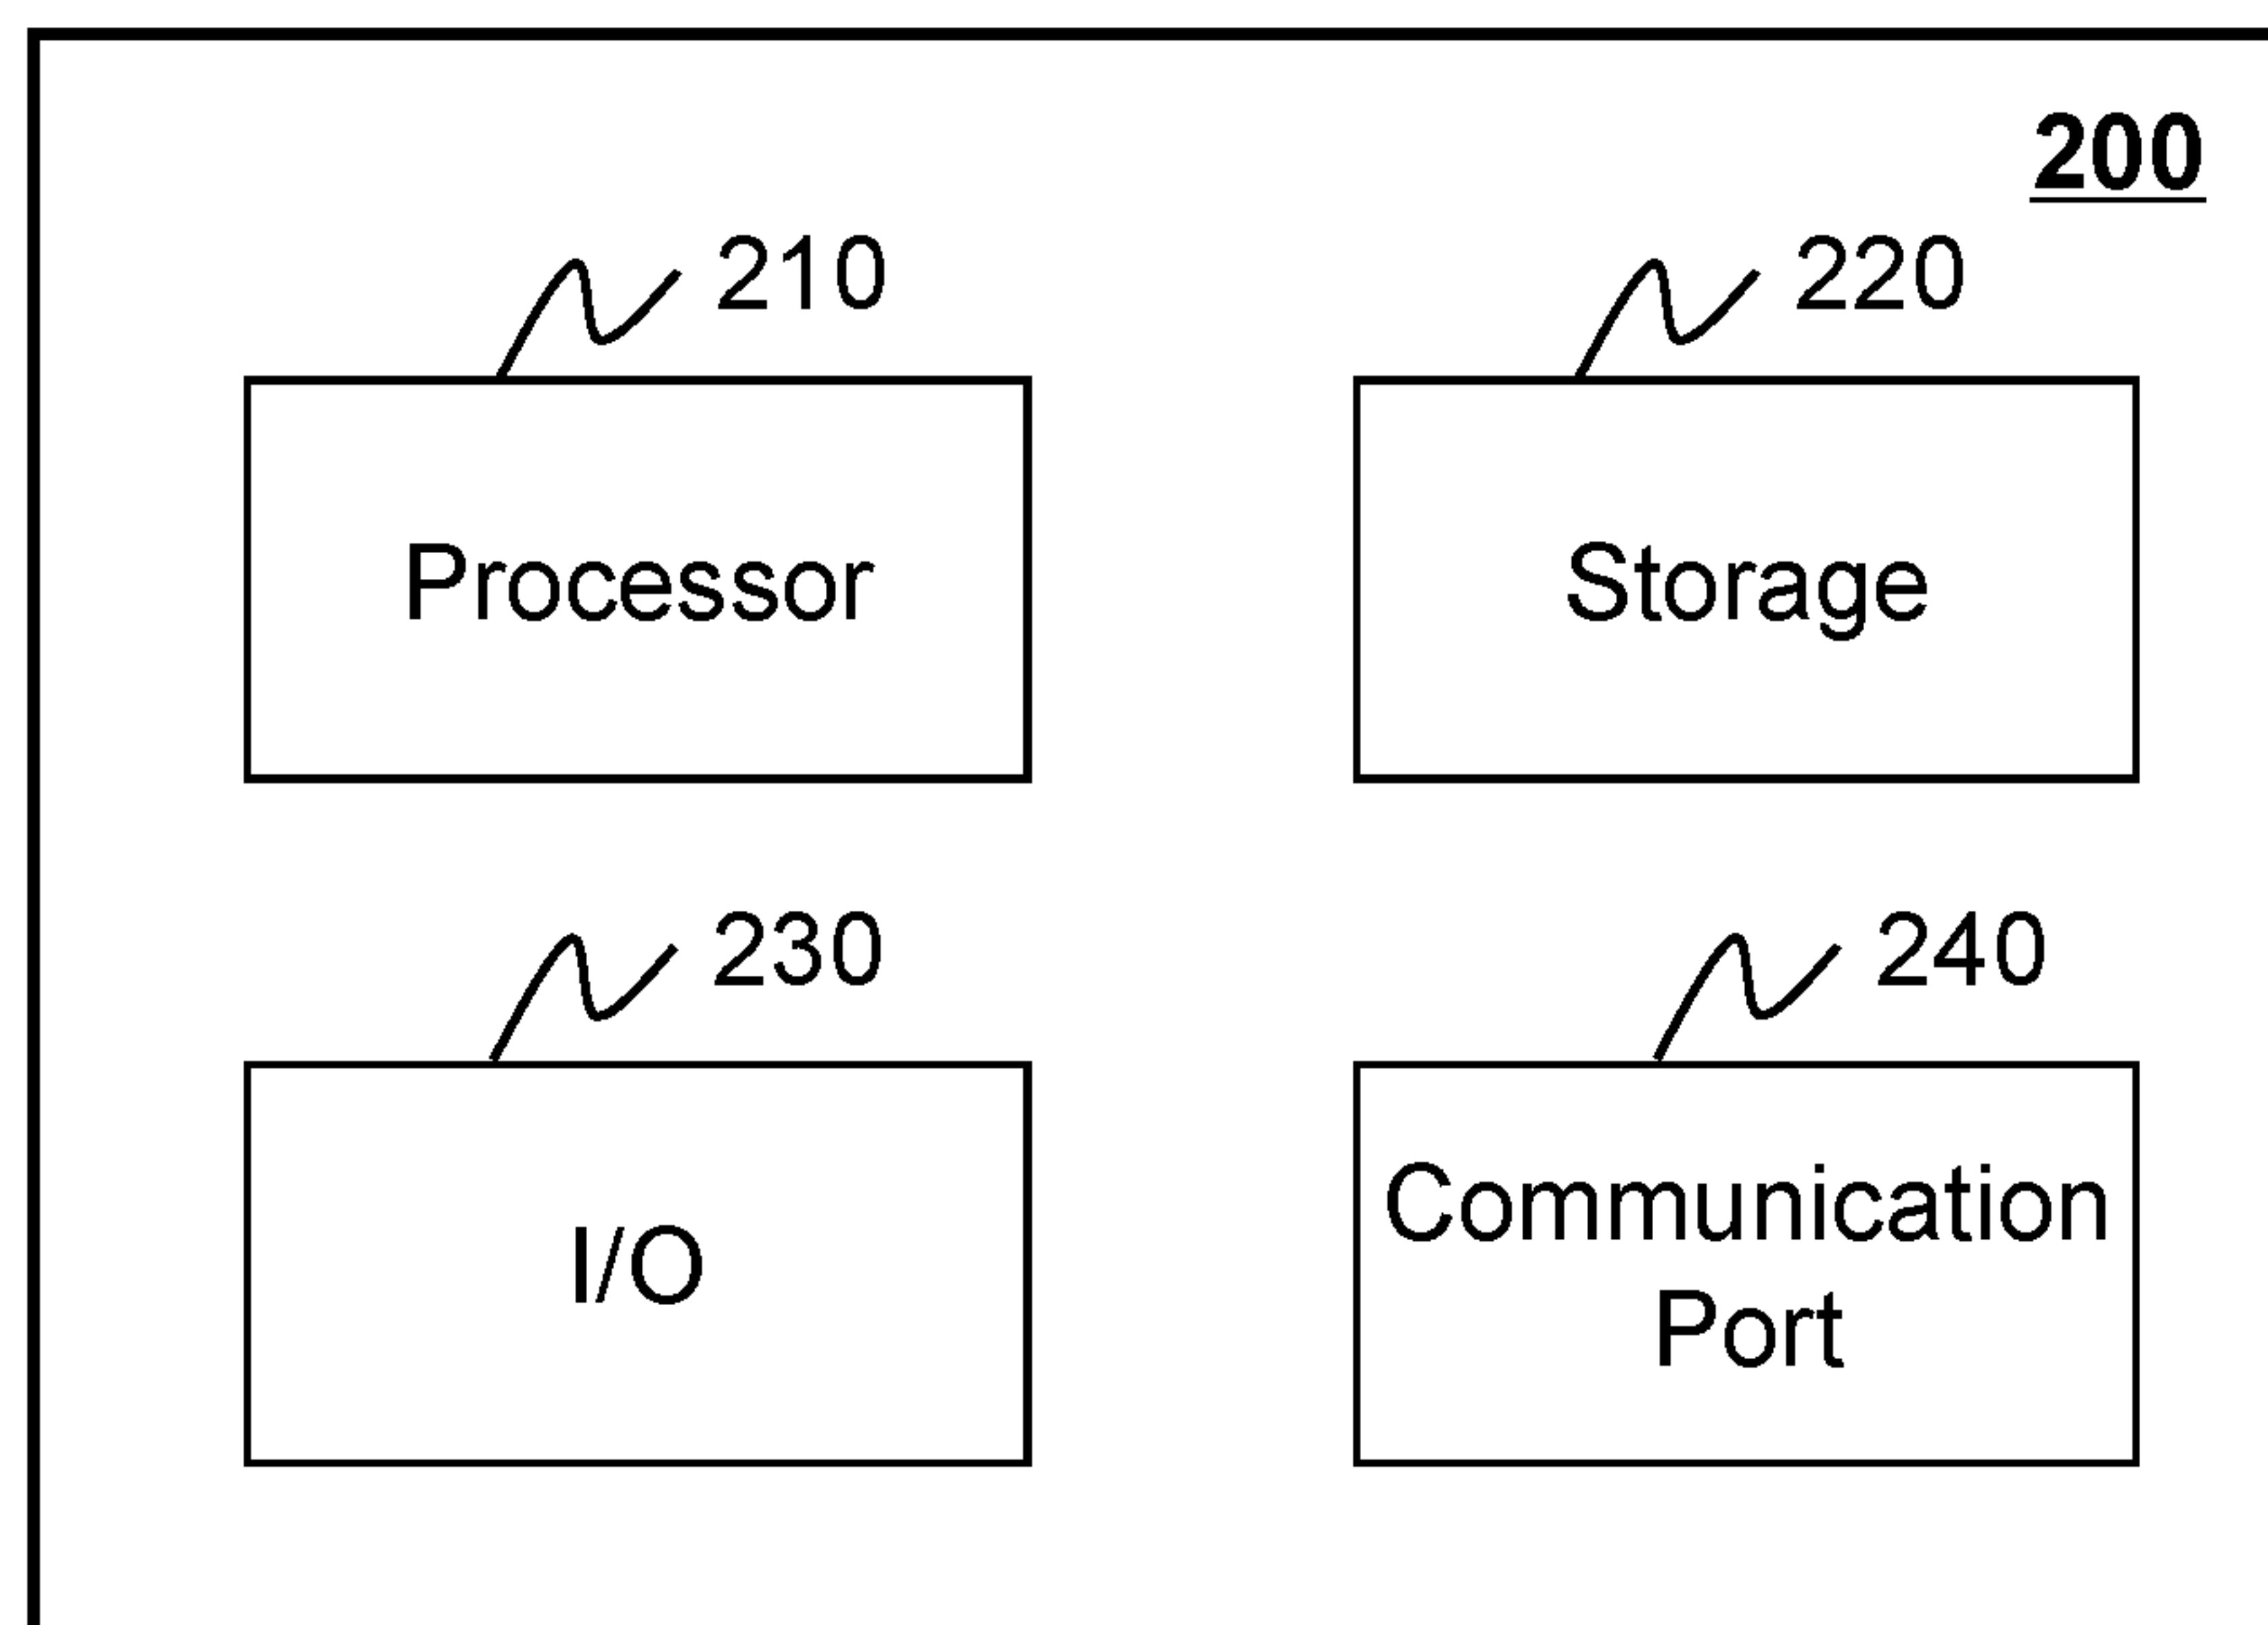 200
210
220
Processor
Storage
230
240
I/O
Communication
Port